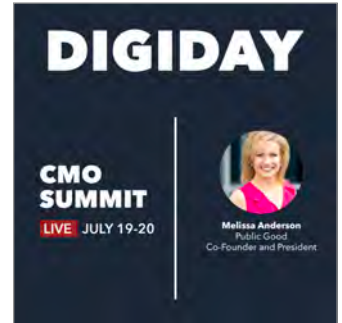 DIGIDAY
CMO
SUMMIT
LIVE JULY 19-20
Melissa Anderson
Public Good
Co-Founder and President